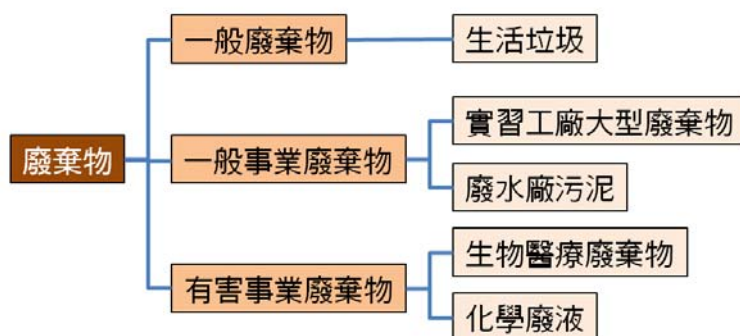 廢棄物
一般廢棄物
生活垃圾
一般事業廢棄物
實習工廠大型廢棄物
廢水廠污泥
有害事業廢棄物
生物醫療廢棄物
化學廢液